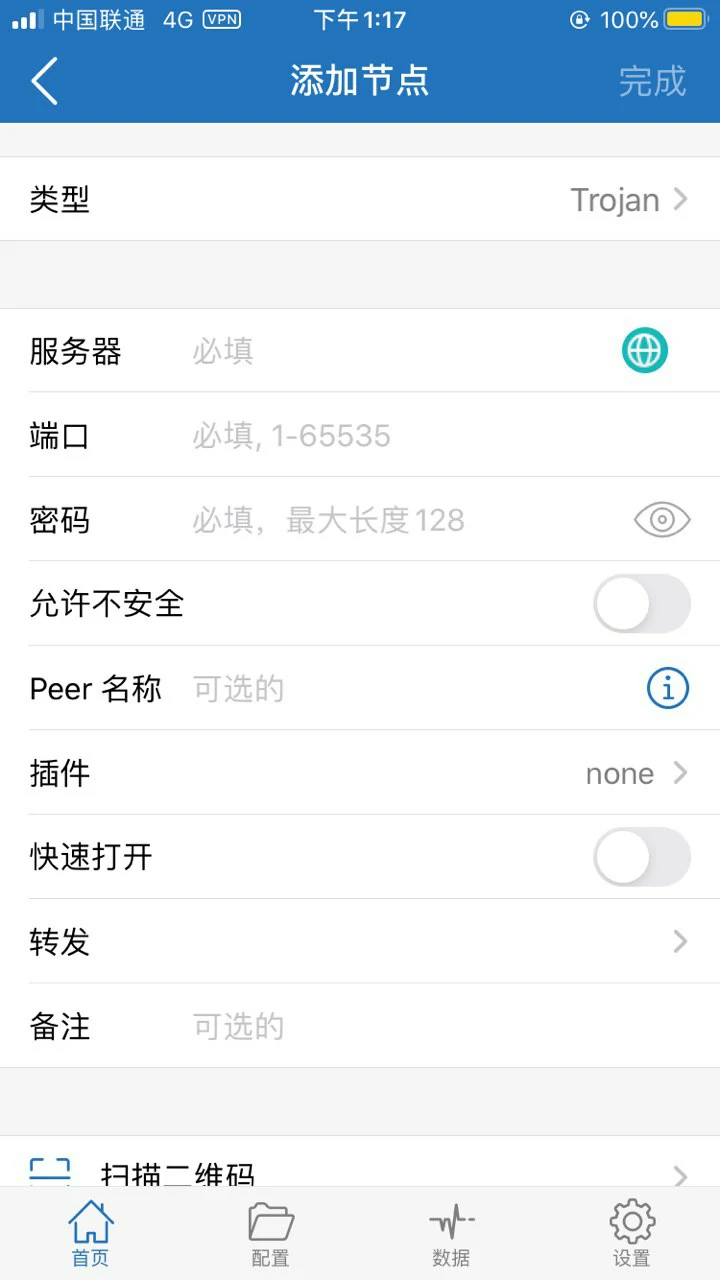 中国联通 4G VPN 下午1:17 100%
添加节点 完成
类型 Trojan
服务器 必填
端口 必填, 1-65535
密码 必填，最大长度128
允许不安全
Peer 名称 可选的
插件 none
快速打开
转发
备注 可选的
扫描二维码
首页 配置 数据 设置